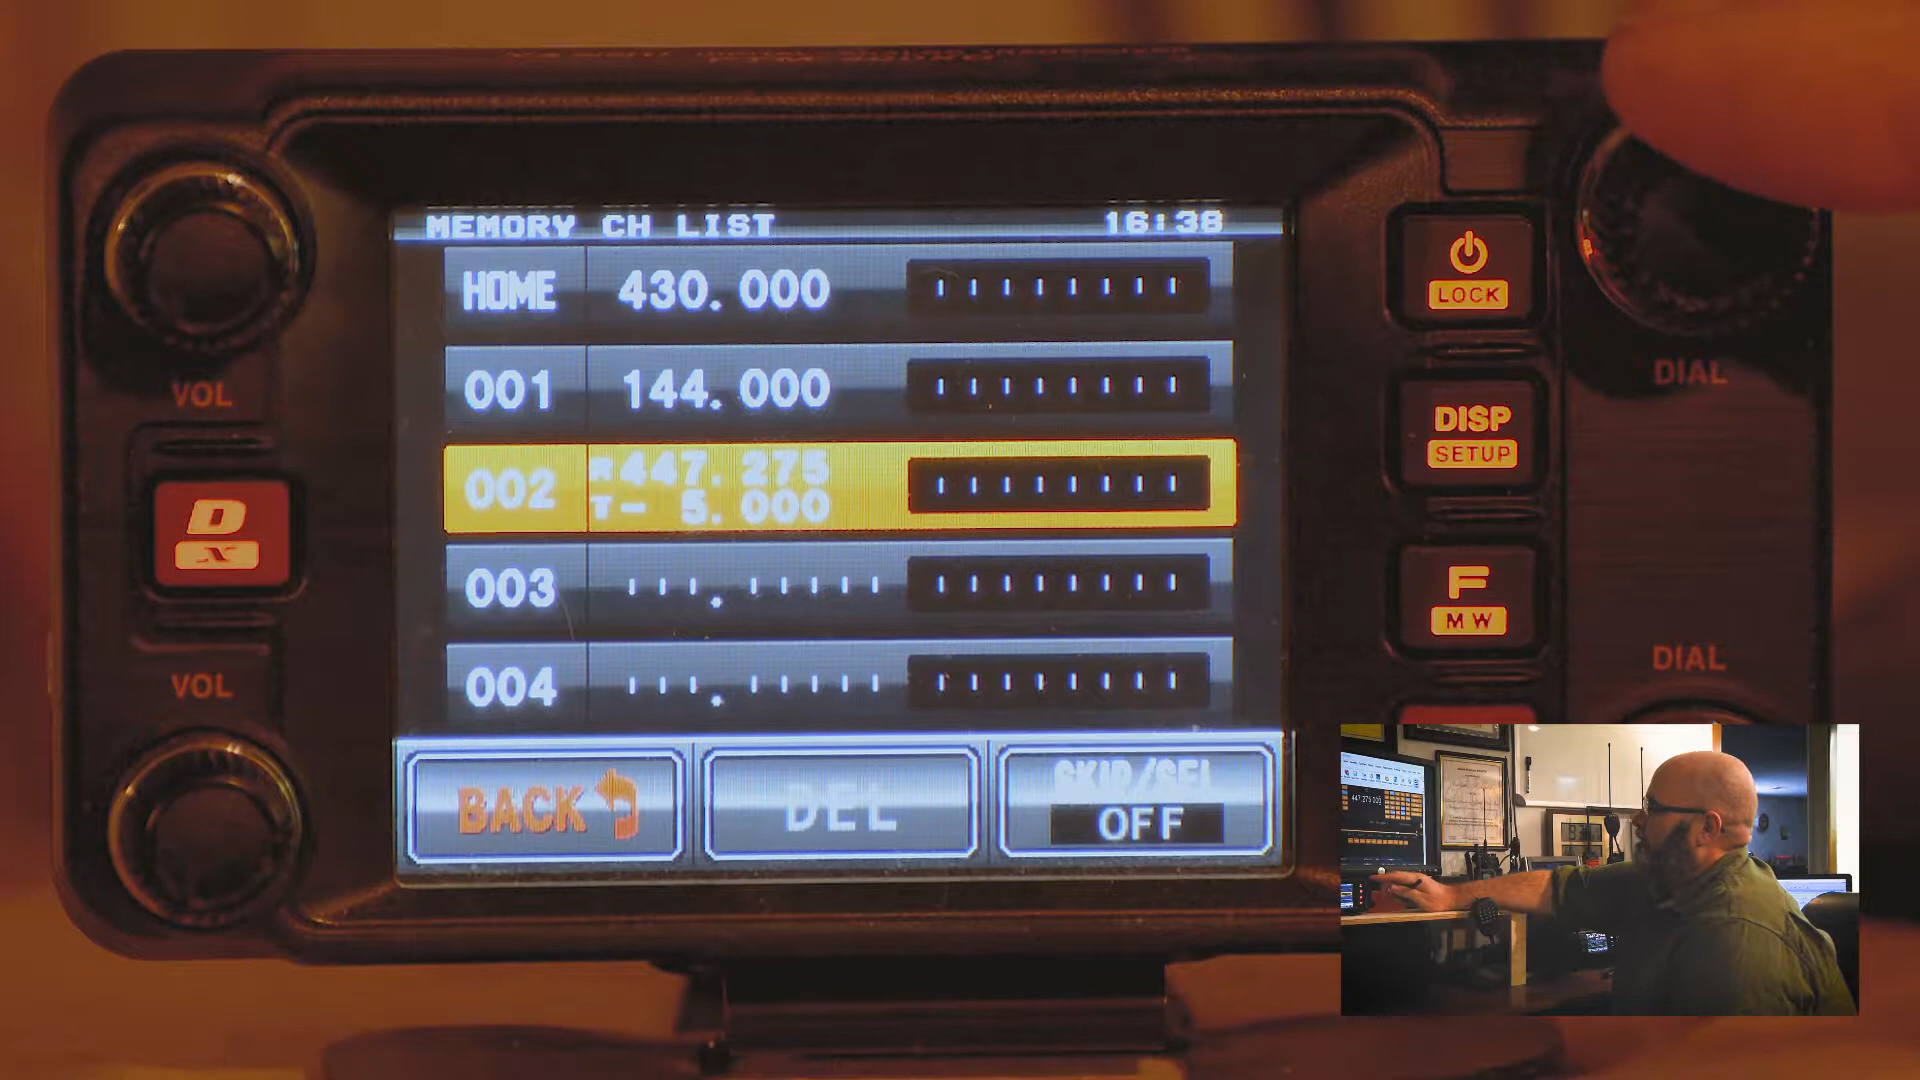 MEMORY CH LIST 16:38
HOME 430.000
001 144.000
002 R447.275
T- 5.000
003
004
BACK DEL SKIP/SEL
OFF
VOL
D
X
VOL
LOCK
DIAL
DISP
SETUP
F
MW
DIAL